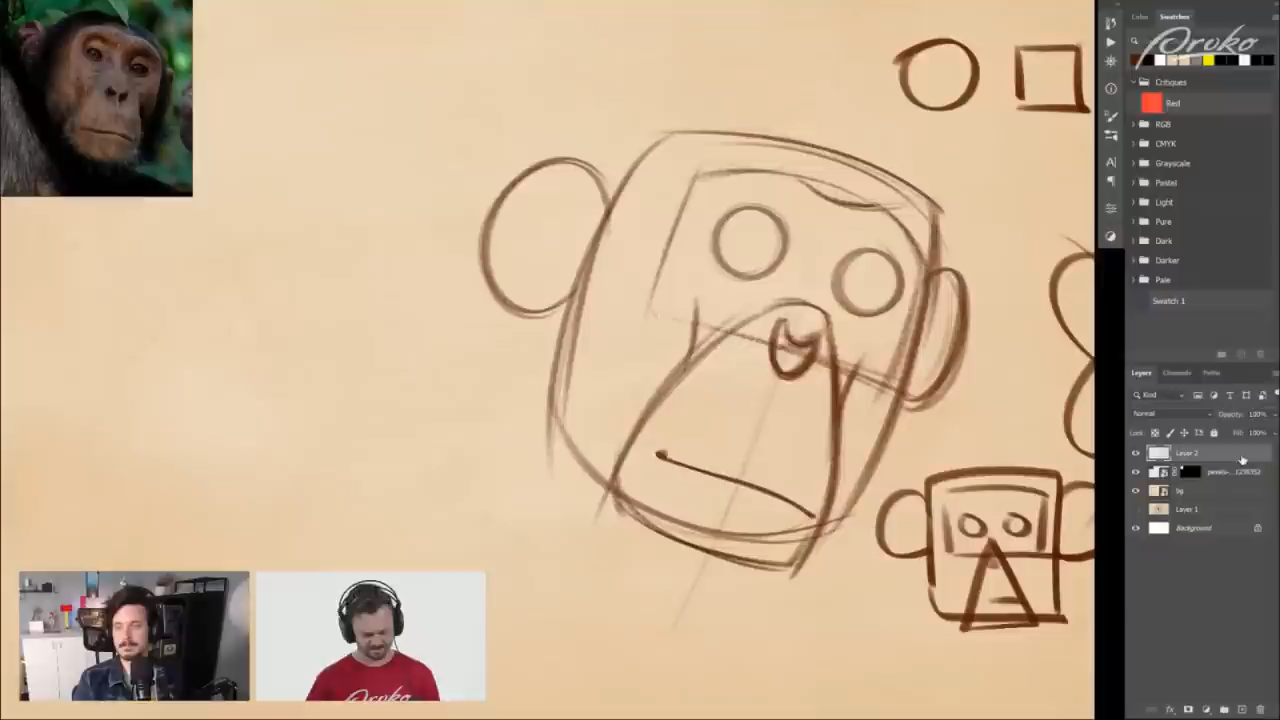 Color
Swatches
Proko
Critiques
Red
RGB
CMYK
Grayscale
Pastel
Light
Pure
Dark
Darker
Pale
Swatch 1
Layers
Channels
Paths
Kind
Normal
Opacity: 100%
Lock:
Fill: 100%
Layer 2
bg
Layer 1
Background
Proko